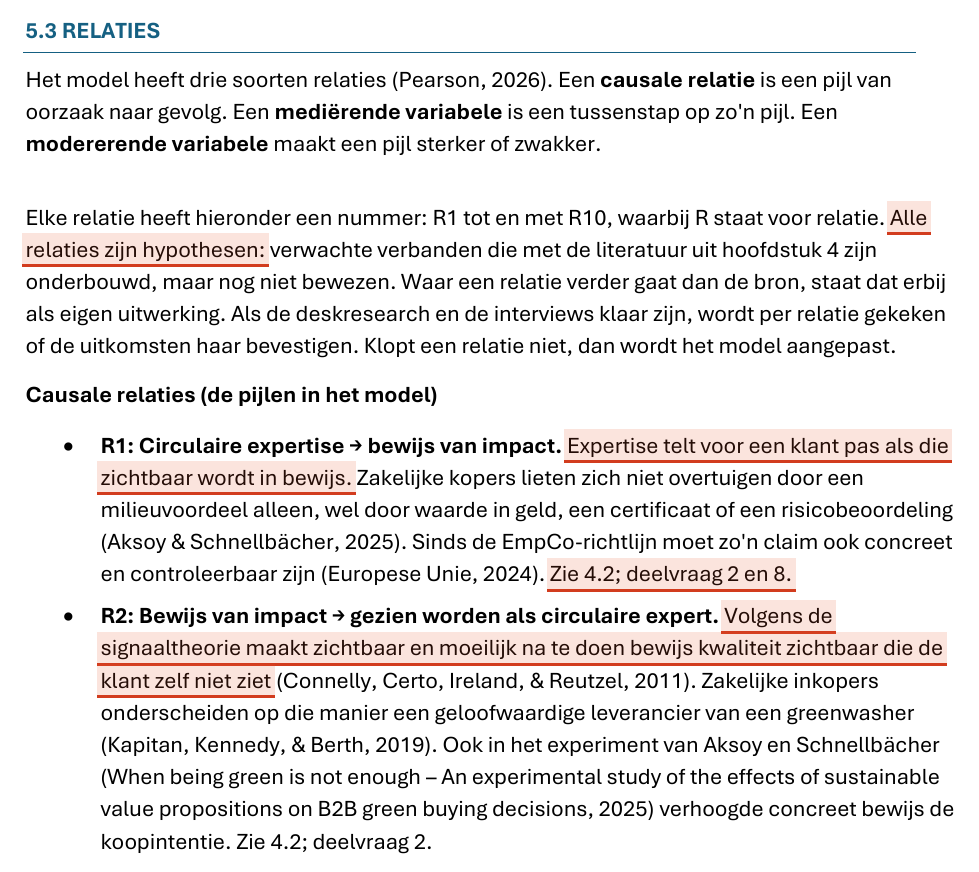 5.3 RELATIES
Het model heeft drie soorten relaties (Pearson, 2026). Een causale relatie is een pijl van
oorzaak naar gevolg. Een mediërende variabele is een tussenstap op zo'n pijl. Een
modererende variabele maakt een pijl sterker of zwakker.
Elke relatie heeft hieronder een nummer: R1 tot en met R10, waarbij R staat voor relatie. Alle
relaties zijn hypothesen: verwachte verbanden die met de literatuur uit hoofdstuk 4 zijn
onderbouwd, maar nog niet bewezen. Waar een relatie verder gaat dan de bron, staat dat erbij
als eigen uitwerking. Als de deskresearch en de interviews klaar zijn, wordt per relatie gekeken
of de uitkomsten haar bevestigen. Klopt een relatie niet, dan wordt het model aangepast.
Causale relaties (de pijlen in het model)
• R1: Circulaire expertise → bewijs van impact. Expertise telt voor een klant pas als die
zichtbaar wordt in bewijs. Zakelijke kopers lieten zich niet overtuigen door een
milieuvoordeel alleen, wel door waarde in geld, een certificaat of een risicobeoordeling
(Aksoy & Schnellbächer, 2025). Sinds de EmpCo-richtlijn moet zo'n claim ook concreet
en controleerbaar zijn (Europese Unie, 2024). Zie 4.2; deelvraag 2 en 8.
• R2: Bewijs van impact → gezien worden als circulaire expert. Volgens de
signaaltheorie maakt zichtbaar en moeilijk na te doen bewijs kwaliteit zichtbaar die de
klant zelf niet ziet (Connelly, Certo, Ireland, & Reutzel, 2011). Zakelijke inkopers
onderscheiden op die manier een geloofwaardige leverancier van een greenwasher
(Kapitan, Kennedy, & Berth, 2019). Ook in het experiment van Aksoy en Schnellbächer
(When being green is not enough – An experimental study of the effects of sustainable
value propositions on B2B green buying decisions, 2025) verhoogde concreet bewijs de
koopintentie. Zie 4.2; deelvraag 2.